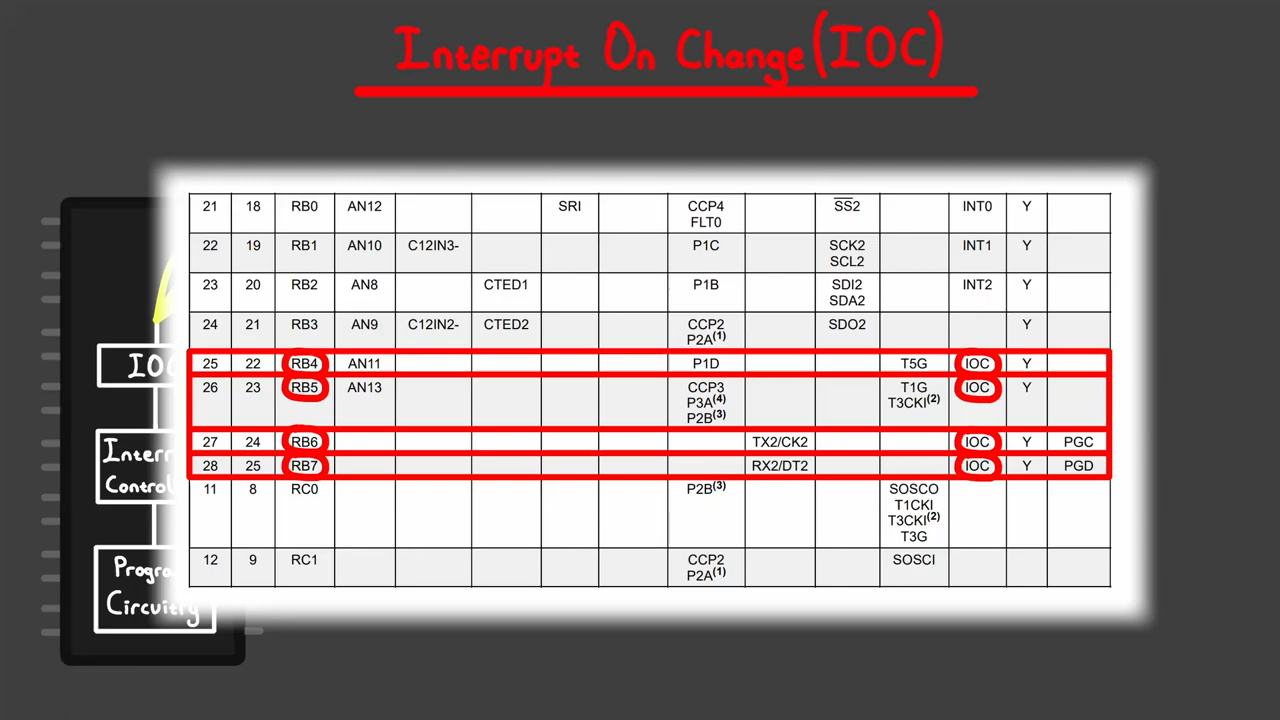 Interrupt On Change (IOC)
21 18 RB0 AN12 SRI CCP4 FLT0 SS2 INT0 Y
22 19 RB1 AN10 C12IN3- P1C SCK2 SCL2 INT1 Y
23 20 RB2 AN8 CTED1 P1B SDI2 SDA2 INT2 Y
24 21 RB3 AN9 C12IN2- CTED2 CCP2 P2A(1) SDO2 Y
25 22 RB4 AN11 P1D T5G IOC Y
26 23 RB5 AN13 CCP3 P3A(4) P2B(3) T1G T3CKI(2) IOC Y
27 24 RB6 TX2/CK2 IOC Y PGC
28 25 RB7 RX2/DT2 IOC Y PGD
11 8 RC0 P2B(3) SOSCO T1CKI T3CKI(2) T3G
12 9 RC1 CCP2 P2A(1) SOSCI
IOC
Interr
Control
Progra
Circuitry